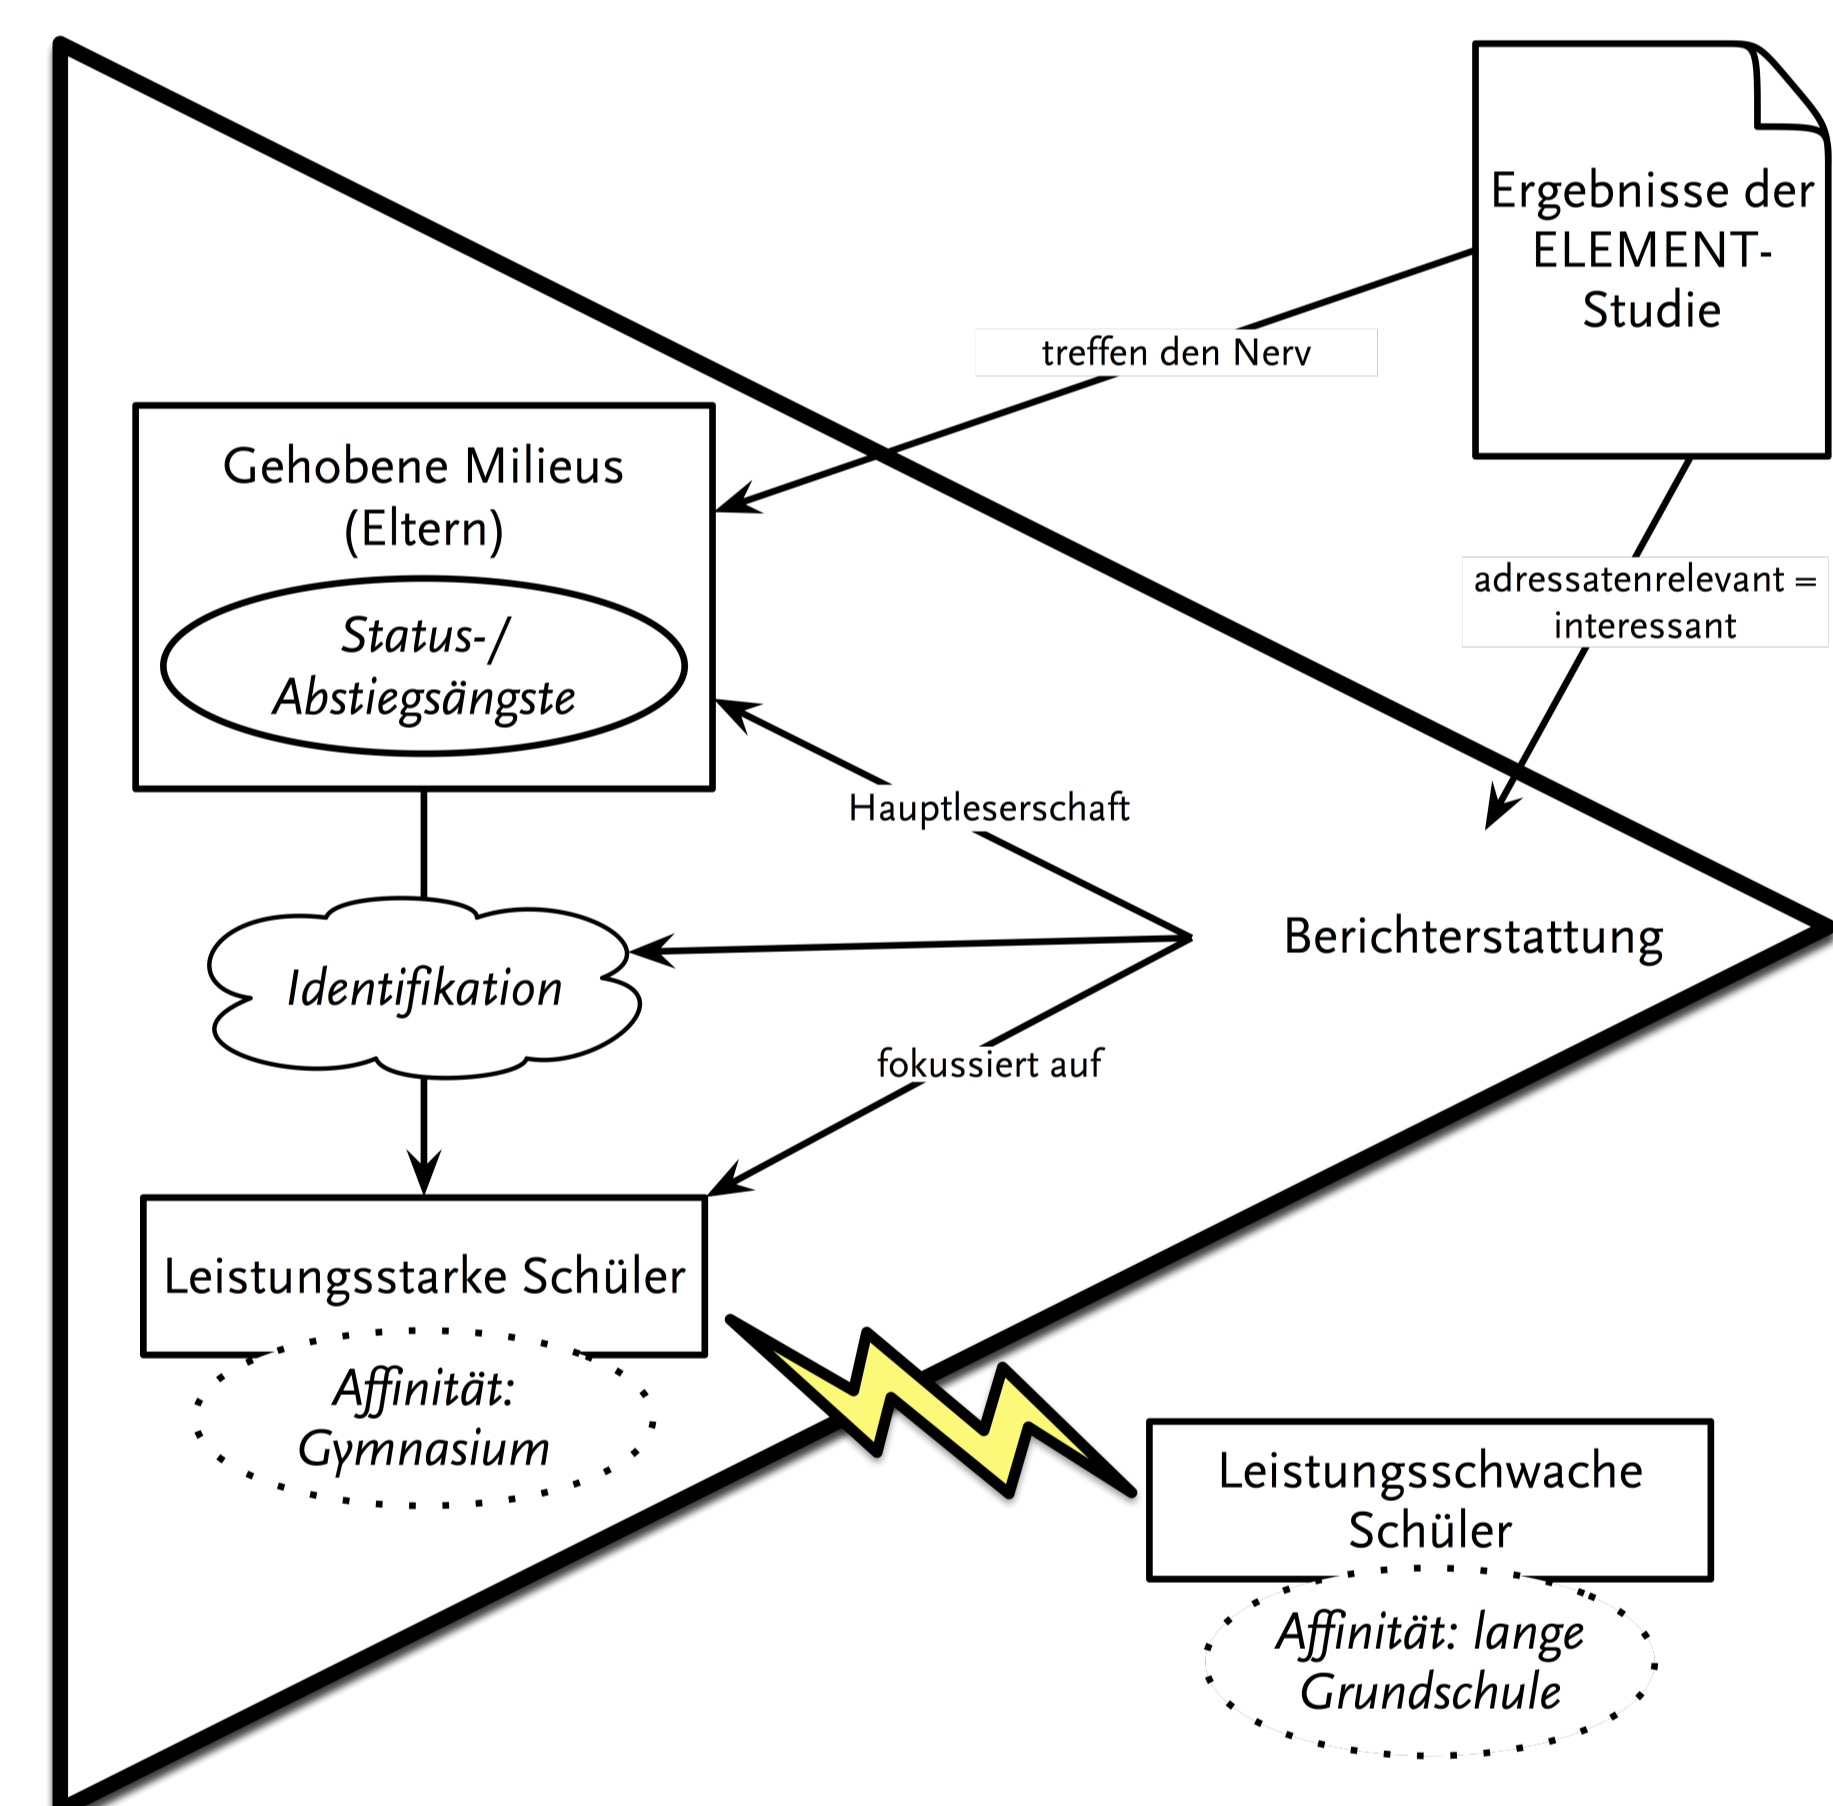 Ergebnisse der
ELEMENT-
Studie
treffen den Nerv
Gehobene Milieus
(Eltern)
Status-/
Abstiegsängste
adressatenrelevant =
interessant
Hauptleserschaft
Berichterstattung
Identifikation
fokussiert auf
Leistungsstarke Schüler
Affinität:
Gymnasium
Leistungsschwache
Schüler
Affinität: lange
Grundschule